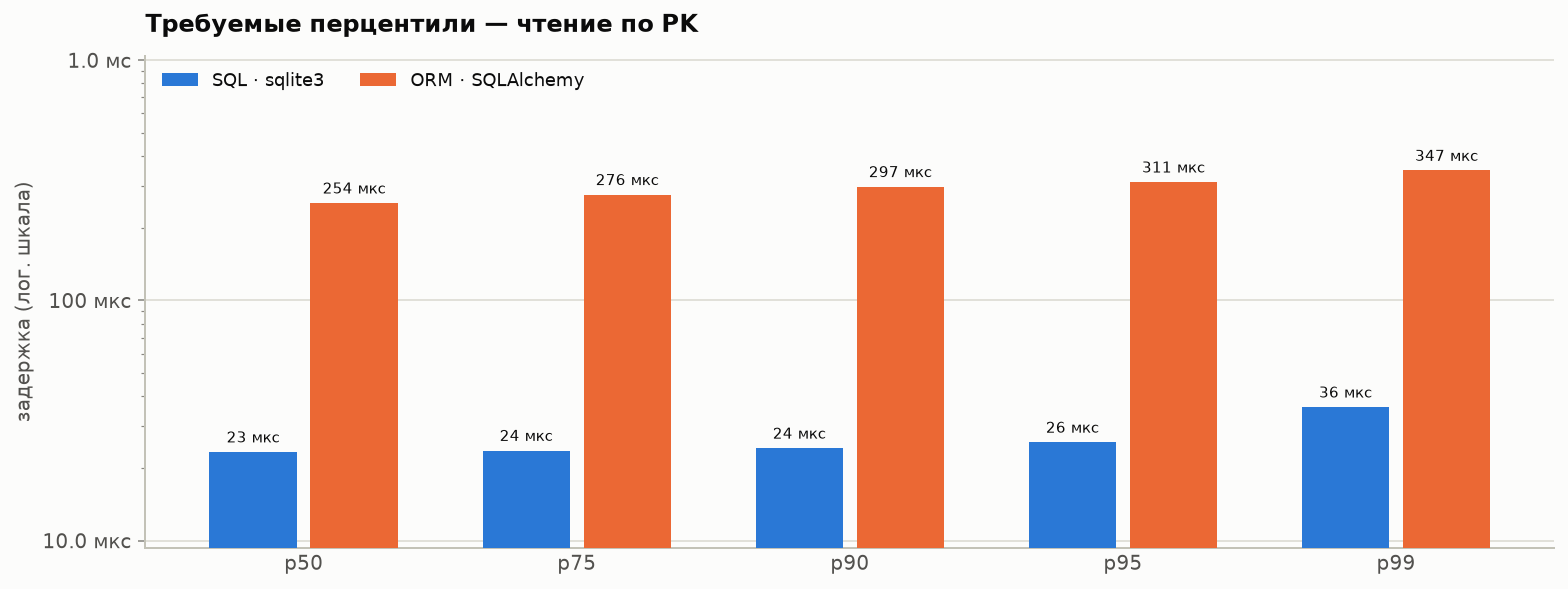 Требуемые перцентили — чтение по PK
1.0 мс
SQL · sqlite3
ORM · SQLAlchemy
задержка (лог. шкала)
100 мкс
10.0 мкс
23 мкс
254 мкс
24 мкс
276 мкс
24 мкс
297 мкс
26 мкс
311 мкс
36 мкс
347 мкс
p50
p75
p90
p95
p99